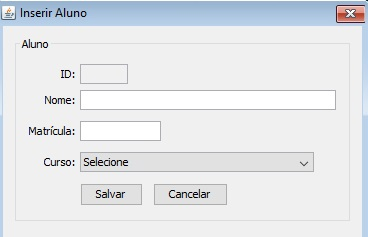 Inserir Aluno
Aluno
ID:
Nome:
Matrícula:
Curso: Selecione
Salvar Cancelar